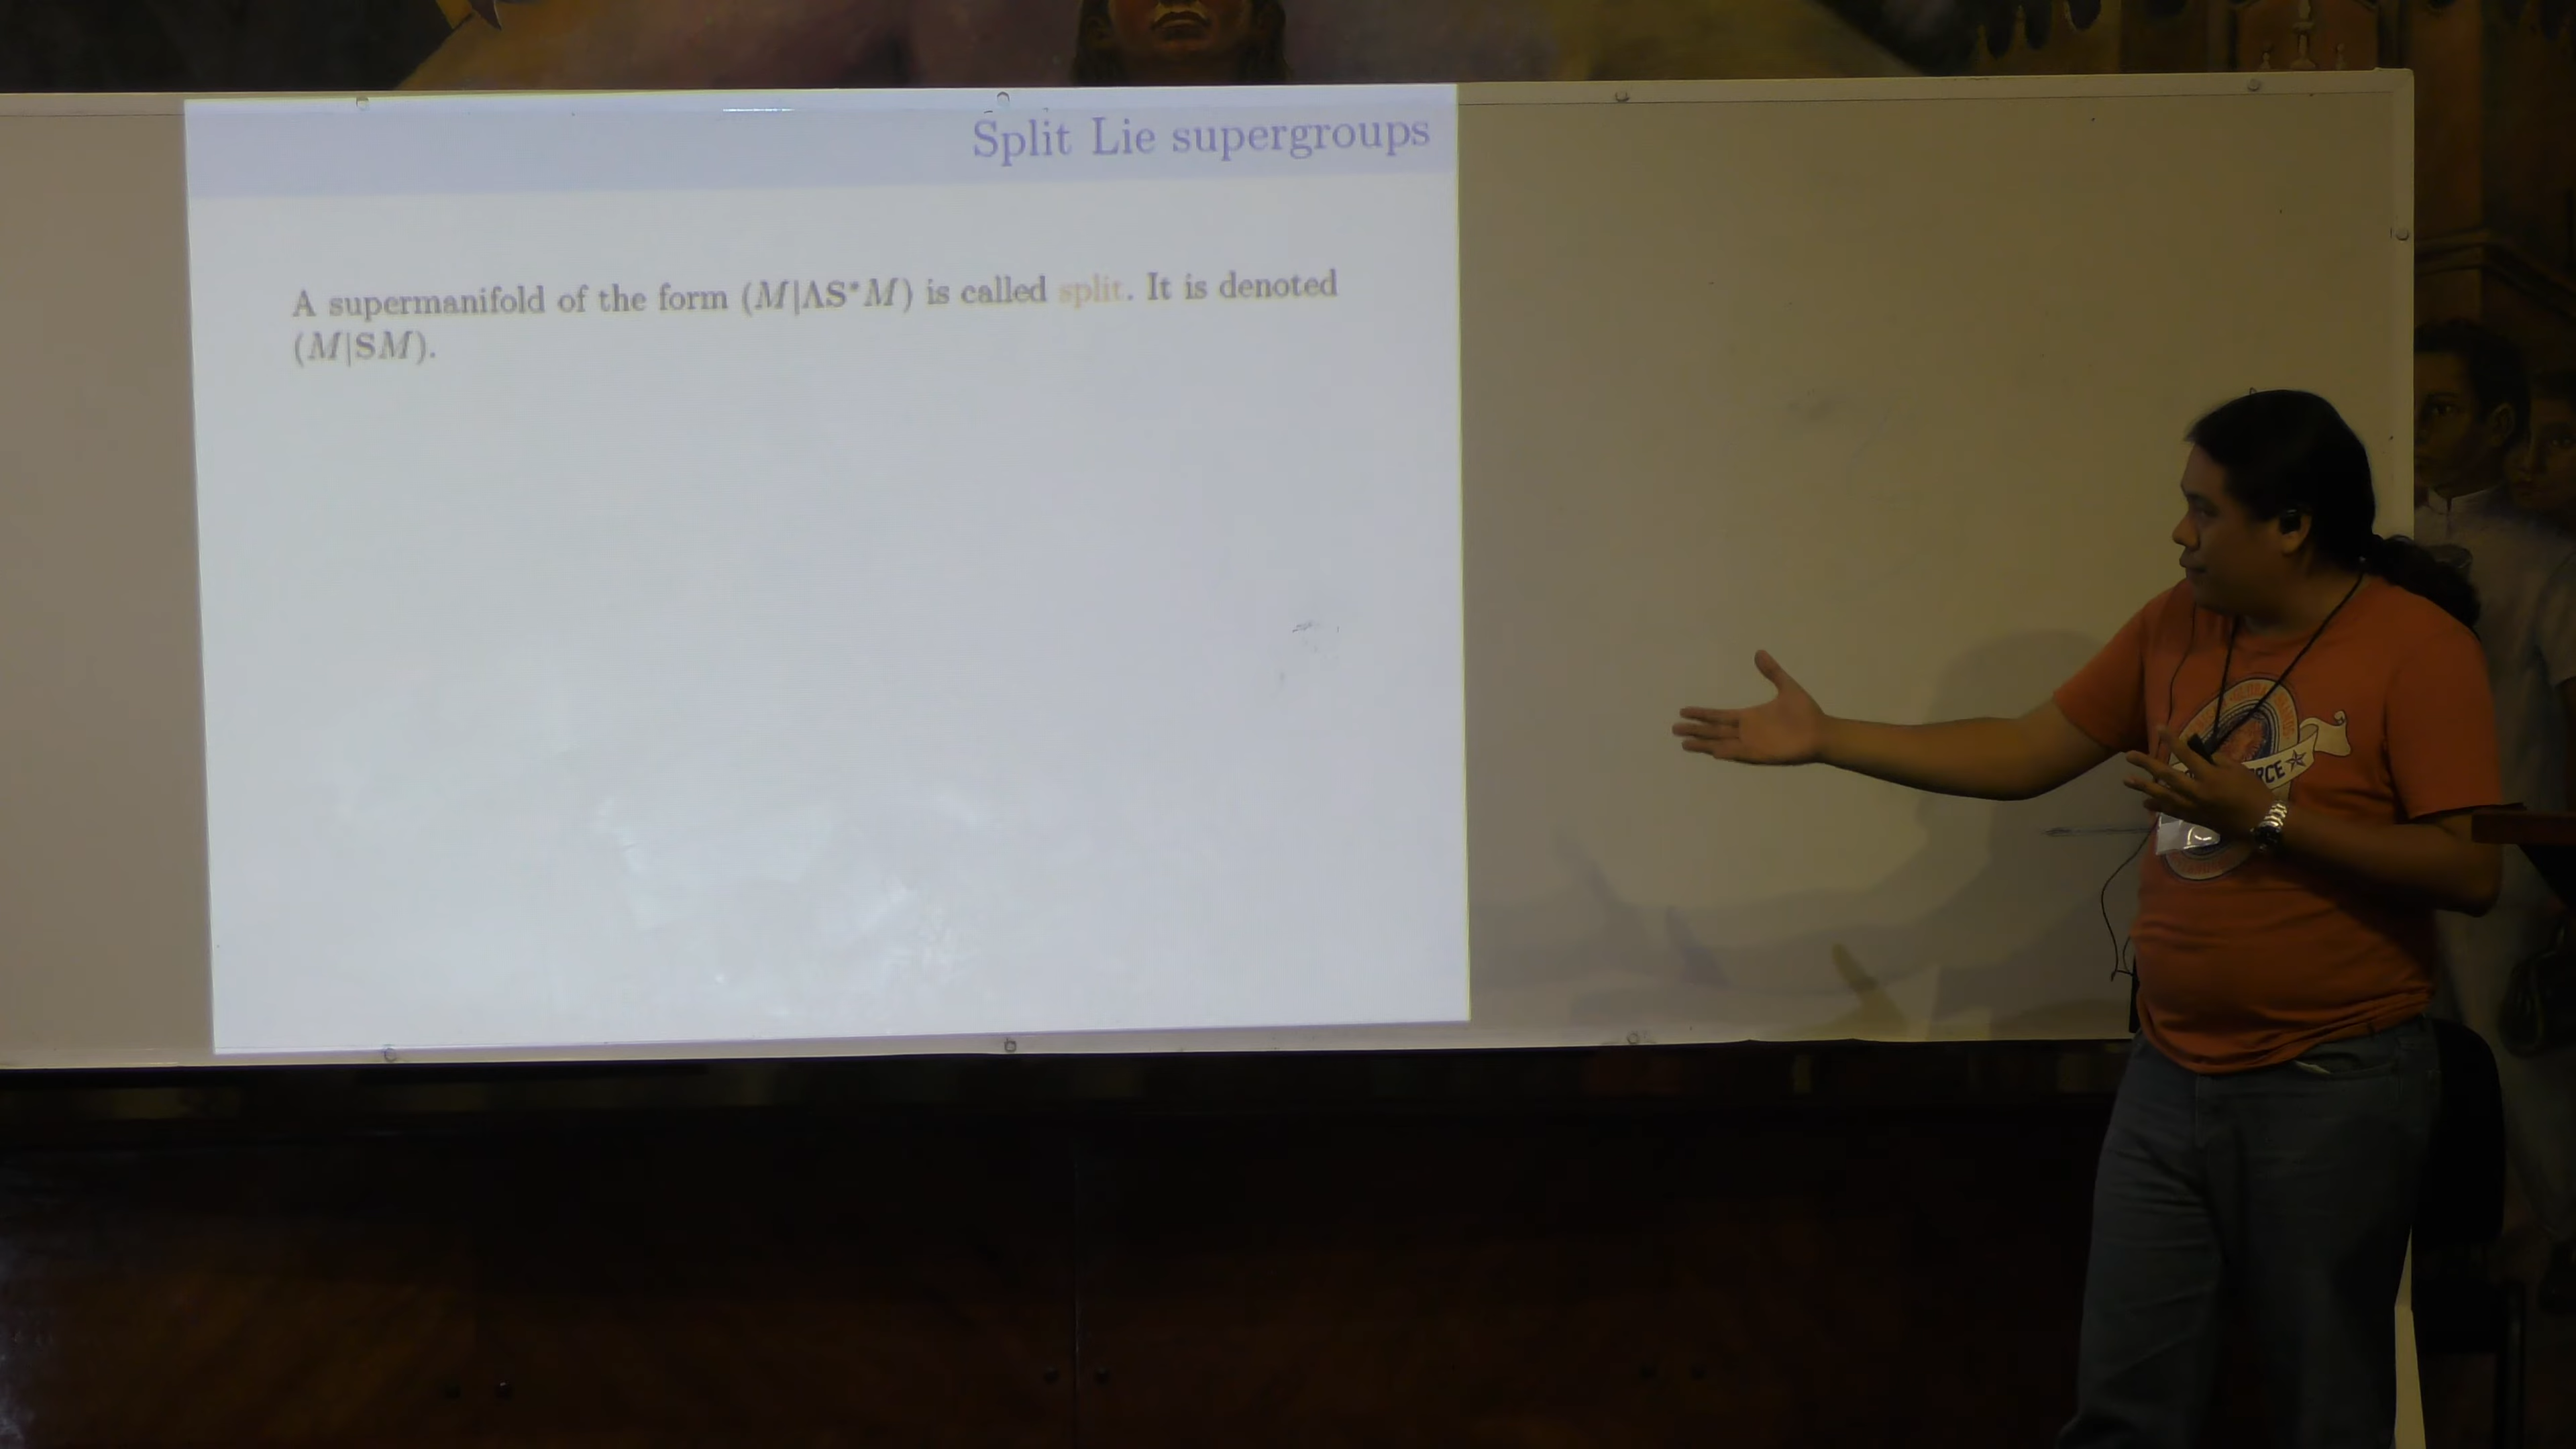 Split Lie supergroups
A supermanifold of the form (M|ΛS*M) is called split. It is denoted
(M|SM).